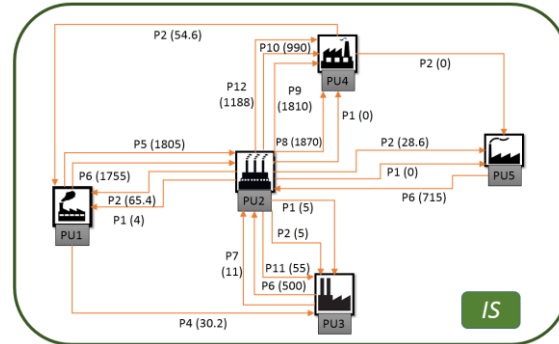 P2 (54.6)
P10 (990)
P2 (0)
P12
(1188)
P9
(1810)
PU4
P1 (0)
P5 (1805)
P8 (1870)
P2 (28.6)
P6 (1755)
P1 (0)
PU5
P2 (65.4)
P6 (715)
P1 (4)
PU2
P1 (5)
PU1
P2 (5)
P7
(11)
P11 (55)
P6 (500)
P4 (30.2)
PU3
IS